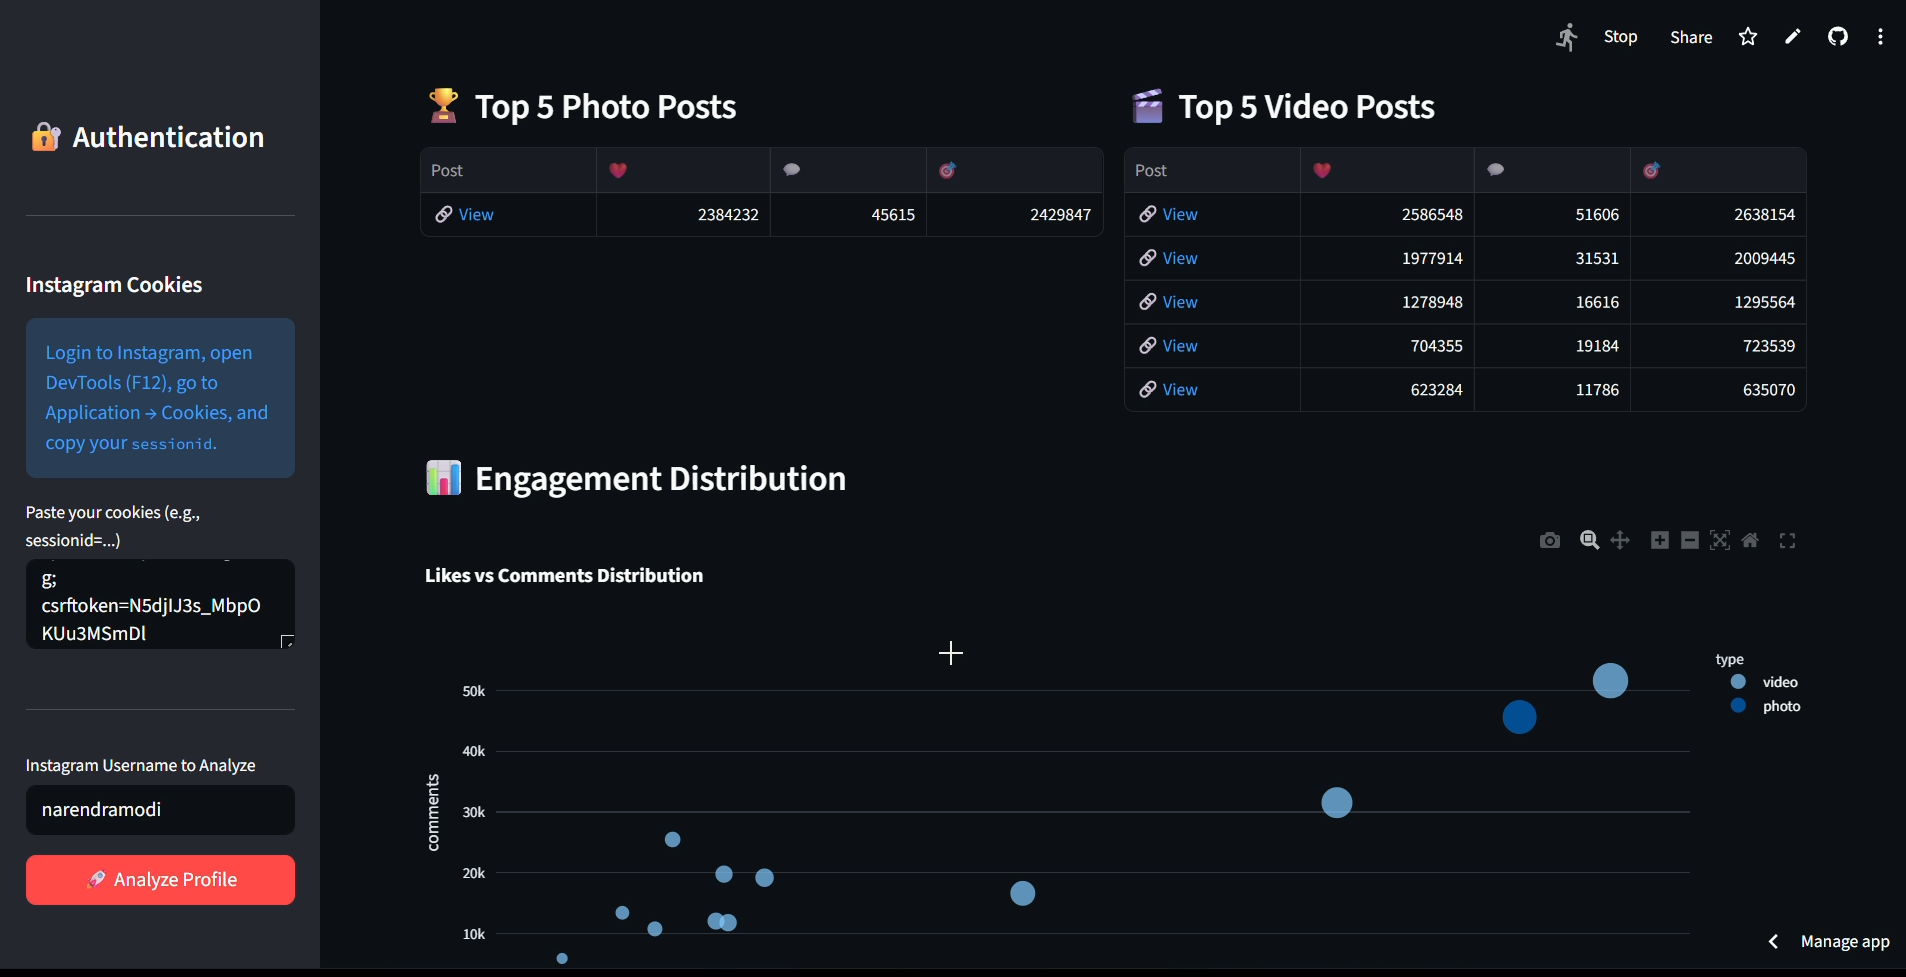 Stop
Share
Authentication
Instagram Cookies
Login to Instagram, open
DevTools (F12), go to
Application → Cookies, and
copy your sessionid.
Paste your cookies (e.g.,
sessionid=...)
g;
csrftoken=N5djIJ3s_MbpO
KUu3MSmDl
Instagram Username to Analyze
narendramodi
Analyze Profile
Top 5 Photo Posts
Post
View 2384232 45615 2429847
Top 5 Video Posts
Post
View 2586548 51606 2638154
View 1977914 31531 2009445
View 1278948 16616 1295564
View 704355 19184 723539
View 623284 11786 635070
Engagement Distribution
Likes vs Comments Distribution
comments
50k
40k
30k
20k
10k
type
video
photo
Manage app